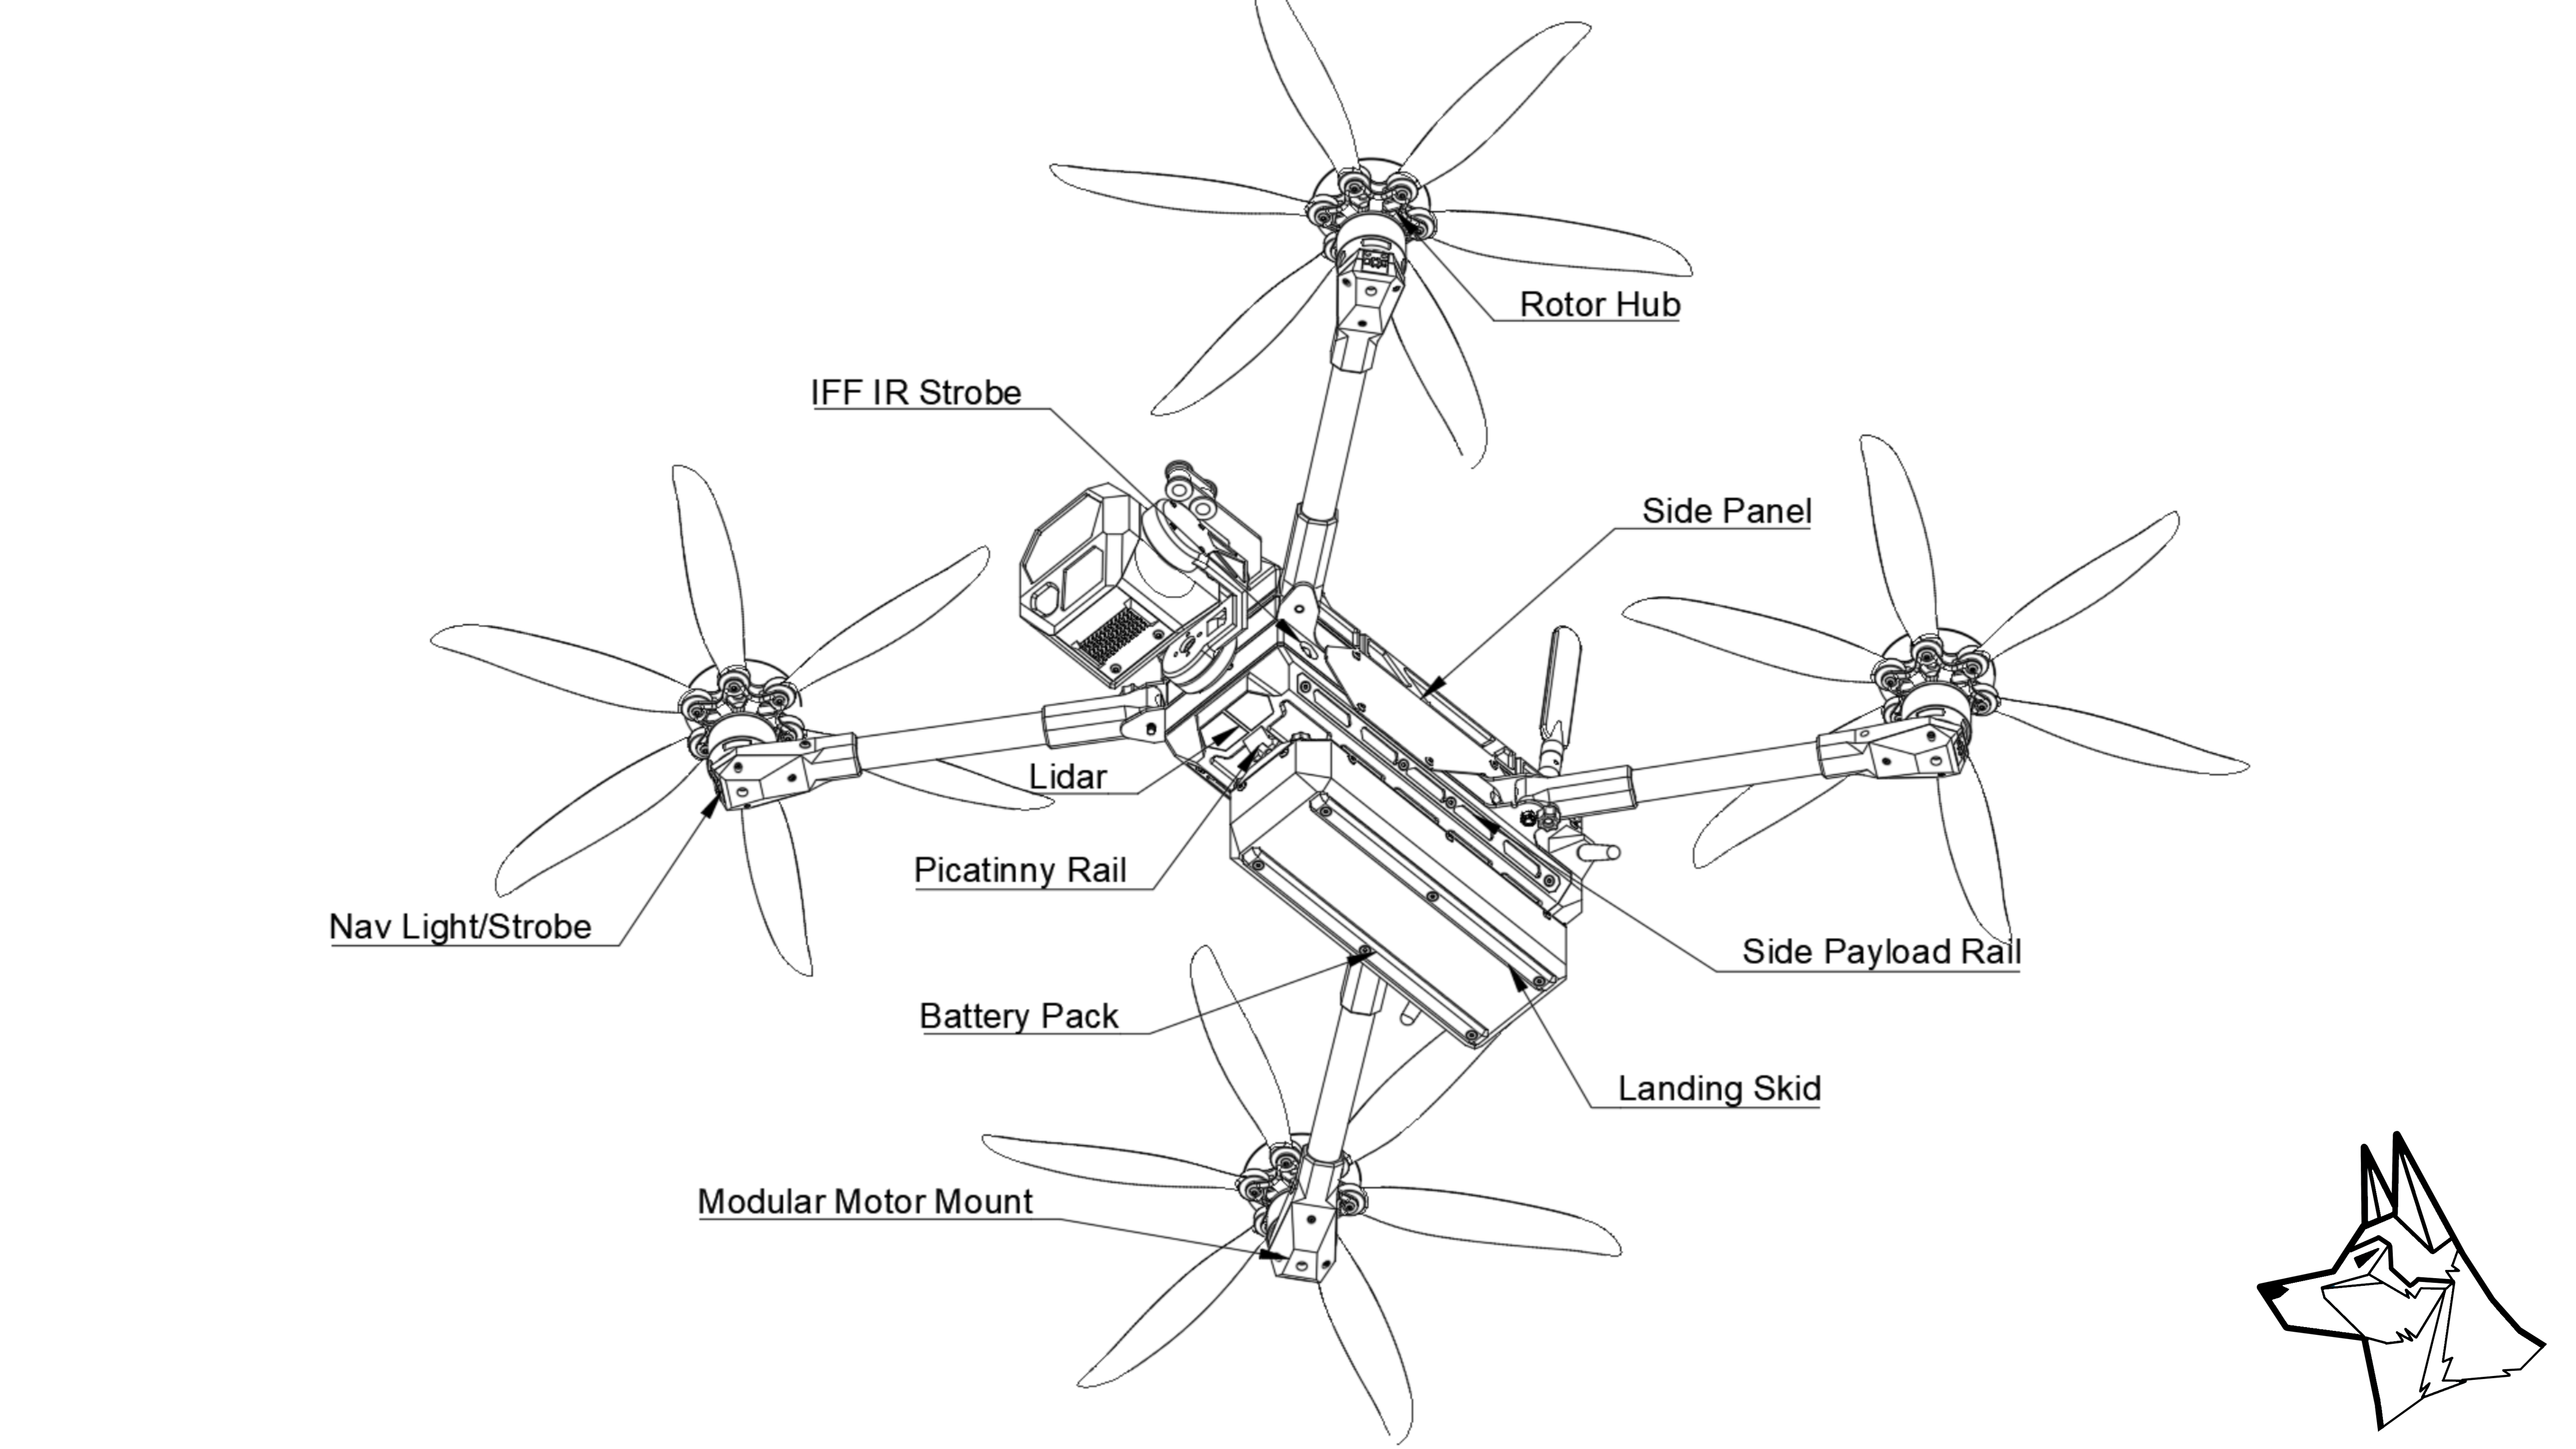 Rotor Hub
IFF IR Strobe
Side Panel
Lidar
Picatinny Rail
Nav Light/Strobe
Side Payload Rail
Battery Pack
Landing Skid
Modular Motor Mount